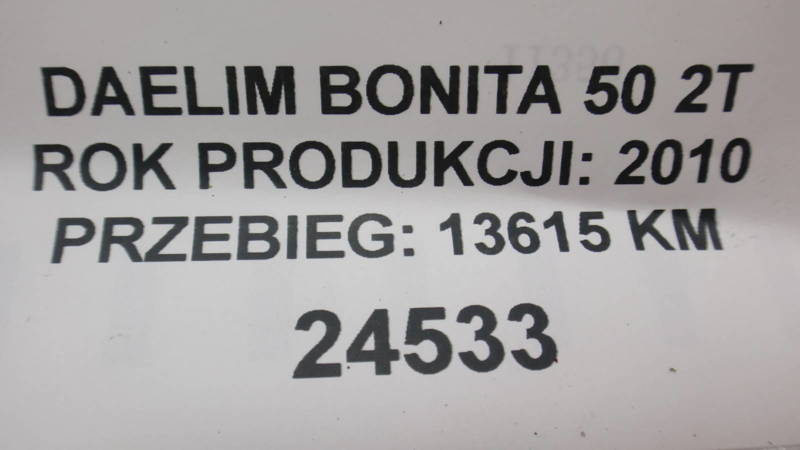 DAELIM BONITA 50 2T
ROK PRODUKCJI: 2010
PRZEBIEG: 13615 KM
24533